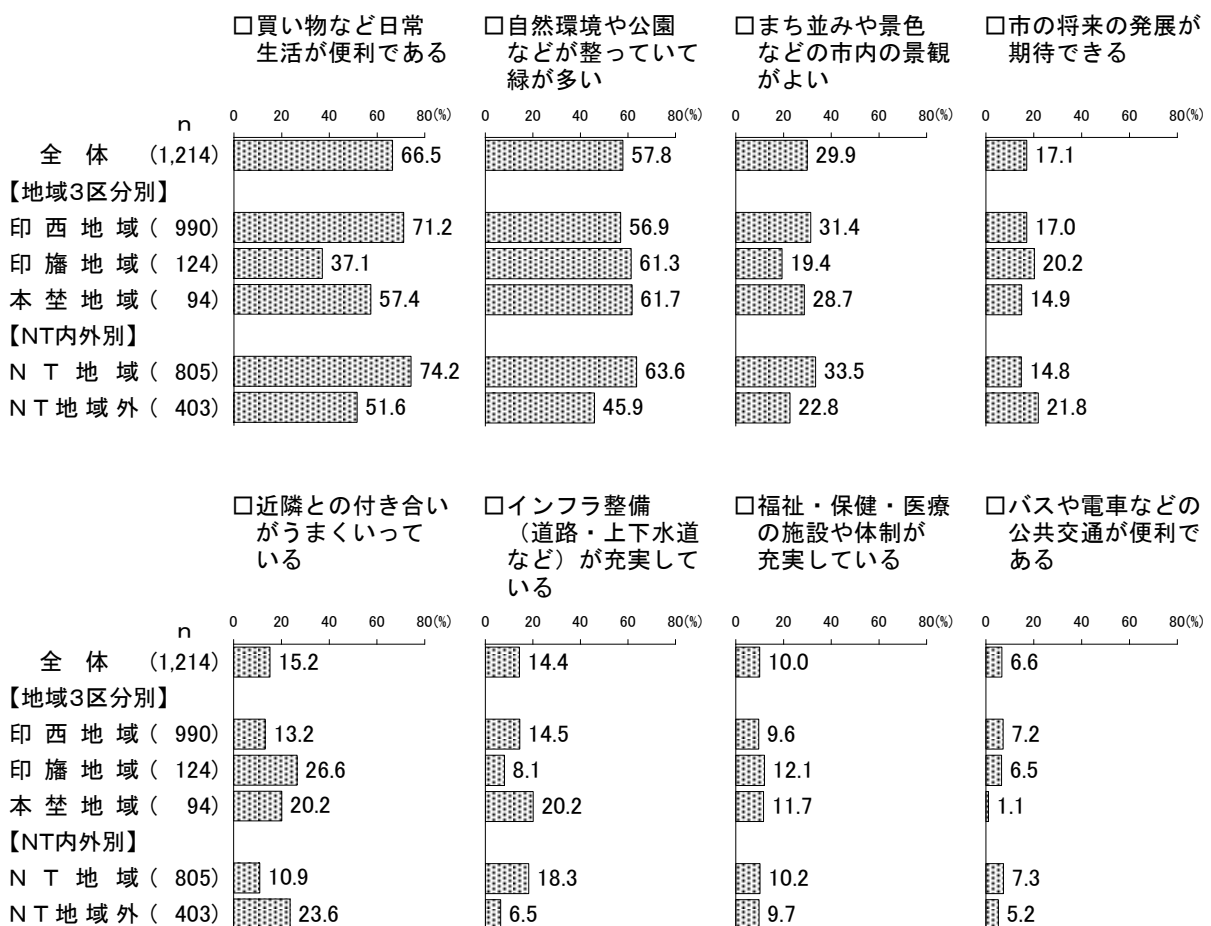 □買い物など日常
生活が便利である
□自然環境や公園
などが整っていて
緑が多い
□まち並みや景色
などの市内の景観
がよい
□市の将来の発展が
期待できる
0 20 40 60 80(%) 0 20 40 60 80(%) 0 20 40 60 80(%) 0 20 40 60 80(%)
n
全体 (1,214) 66.5 57.8 29.9 17.1
【地域3区分別】
印西地域( 990) 71.2 56.9 31.4 17.0
印旛地域( 124) 37.1 61.3 19.4 20.2
本埜地域( 94) 57.4 61.7 28.7 14.9
【NT内外別】
NT地域( 805) 74.2 63.6 33.5 14.8
NT地域外( 403) 51.6 45.9 22.8 21.8
□近隣との付き合い
がうまくいって
いる
□インフラ整備
(道路・上下水道
など)が充実して
いる
□福祉・保健・医療
の施設や体制が
充実している
□バスや電車などの
公共交通が便利で
ある
0 20 40 60 80(%) 0 20 40 60 80(%) 0 20 40 60 80(%) 0 20 40 60 80(%)
n
全体 (1,214) 15.2 14.4 10.0 6.6
【地域3区分別】
印西地域( 990) 13.2 14.5 9.6 7.2
印旛地域( 124) 26.6 8.1 12.1 6.5
本埜地域( 94) 20.2 20.2 11.7 1.1
【NT内外別】
NT地域( 805) 10.9 18.3 10.2 7.3
NT地域外( 403) 23.6 6.5 9.7 5.2